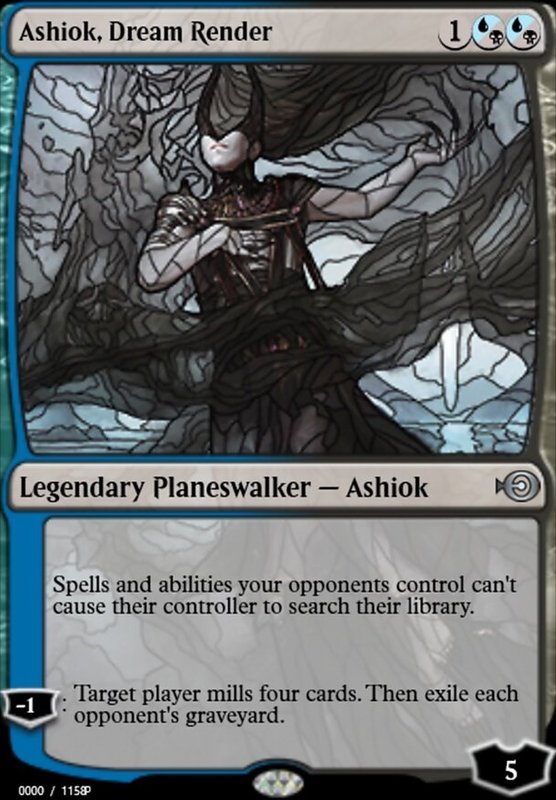 Ashiok, Dream Render 1
Legendary Planeswalker — Ashiok
Spells and abilities your opponents control can't
cause their controller to search their library.
-1 : Target player mills four cards. Then exile each
opponent's graveyard.
5
0000 / 1158P